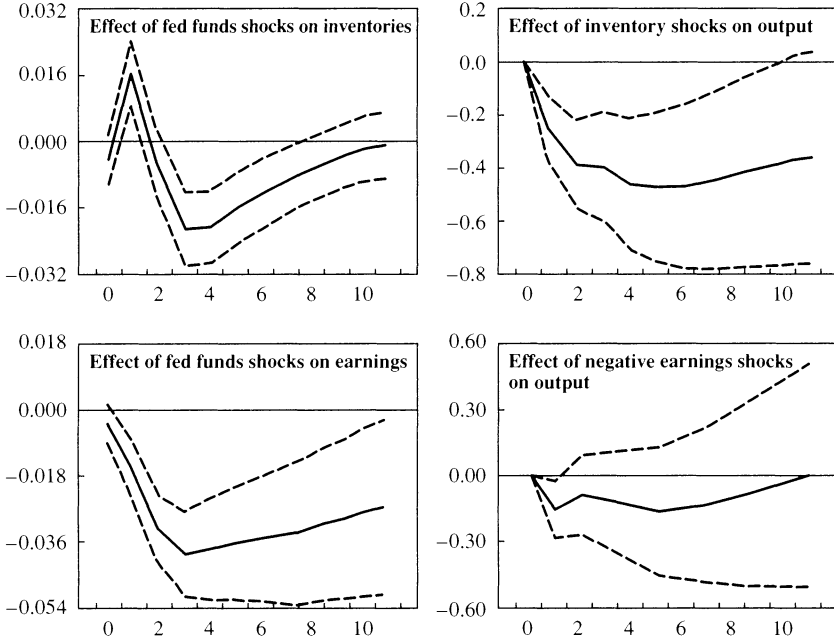 Effect of fed funds shocks on inventories
0.032
0.016
0.000
−0.016
−0.032
0 2 4 6 8 10
Effect of inventory shocks on output
0.2
0.0
−0.2
−0.4
−0.6
−0.8
0 2 4 6 8 10
Effect of fed funds shocks on earnings
0.018
0.000
−0.018
−0.036
−0.054
0 2 4 6 8 10
Effect of negative earnings shocks
on output
0.60
0.30
0.00
−0.30
−0.60
0 2 4 6 8 10